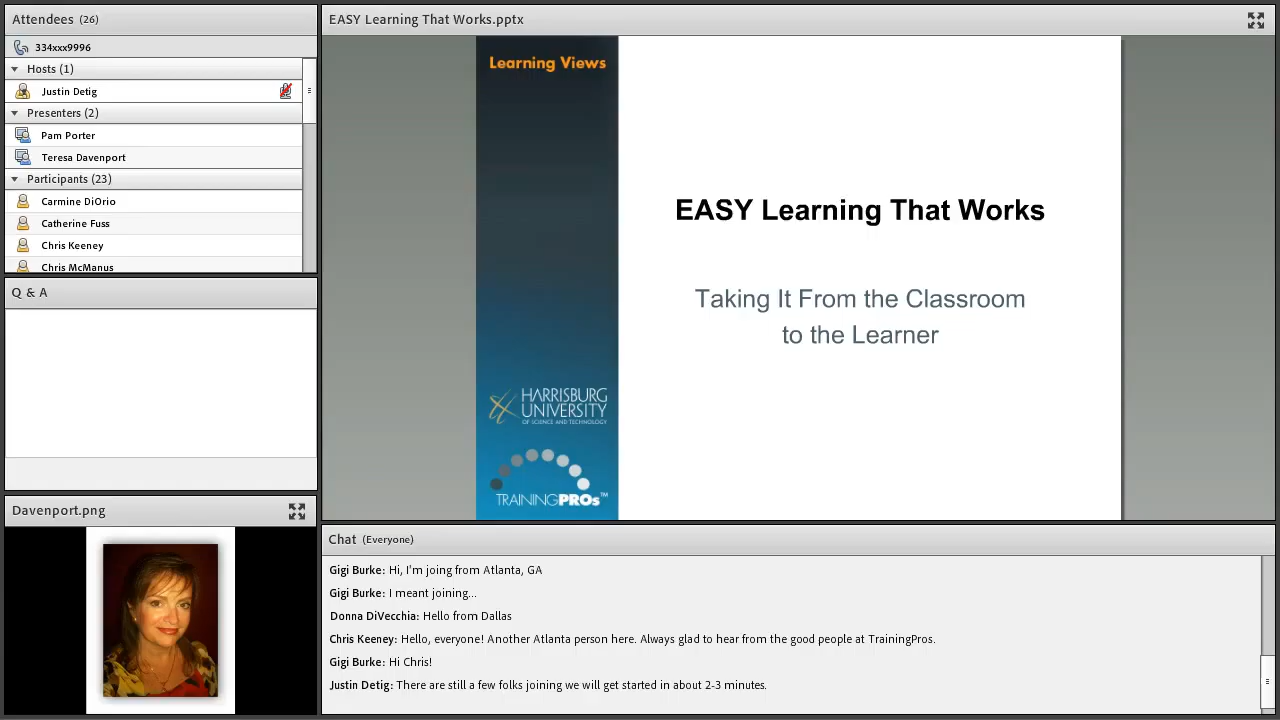 Attendees (26)
334xxx9996
Hosts (1)
Justin Detig
Presenters (2)
Pam Porter
Teresa Davenport
Participants (23)
Carmine DiOrio
Catherine Fuss
Chris Keeney
Chris McManus
Q & A
Davenport.png
EASY Learning That Works.pptx
Learning Views
HARRISBURG
UNIVERSITY
OF SCIENCE AND TECHNOLOGY
TRAININGPROs™
EASY Learning That Works
Taking It From the Classroom
to the Learner
Chat (Everyone)
Gigi Burke: Hi, I'm joing from Atlanta, GA
Gigi Burke: I meant joining...
Donna DiVecchia: Hello from Dallas
Chris Keeney: Hello, everyone! Another Atlanta person here. Always glad to hear from the good people at TrainingPros.
Gigi Burke: Hi Chris!
Justin Detig: There are still a few folks joining we will get started in about 2-3 minutes.